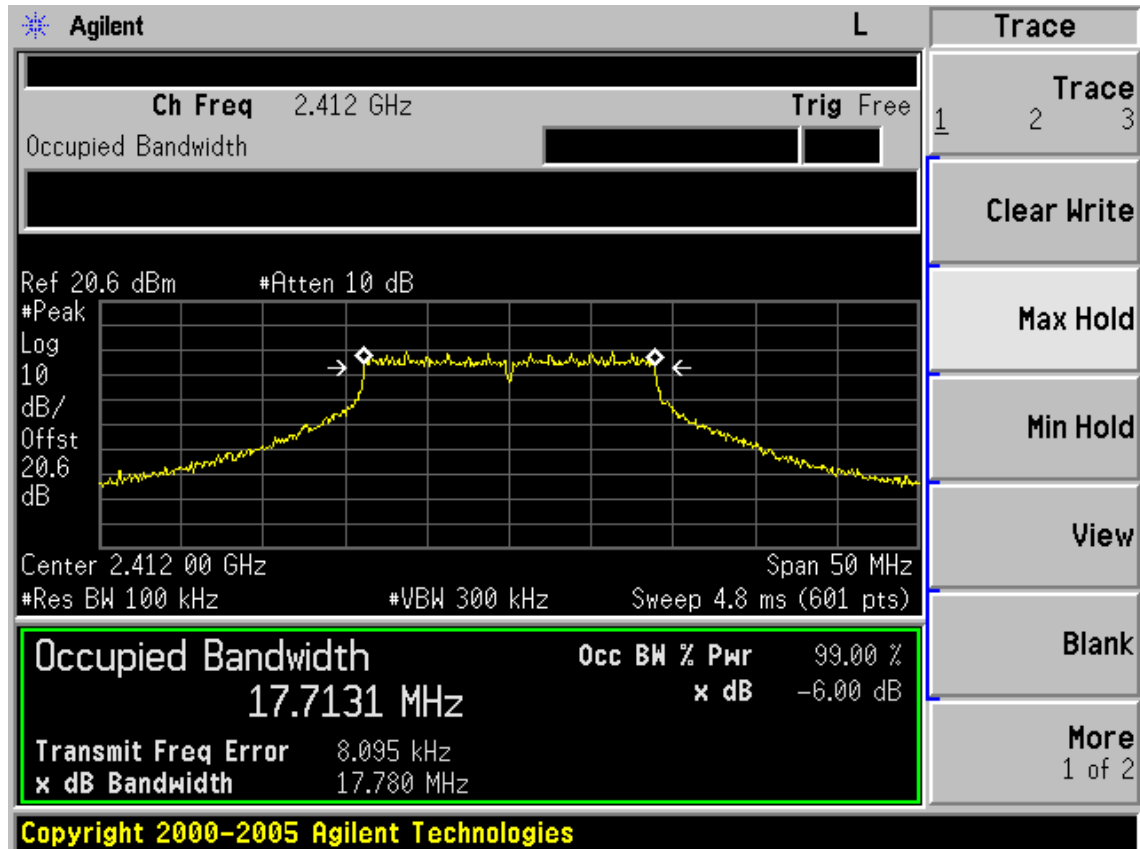 Agilent L Trace
Ch Freq 2.412 GHz Trig Free
Occupied Bandwidth
Trace
1 2 3
Clear Write
Ref 20.6 dBm #Atten 10 dB
#Peak
Log
10
dB/
Offst
20.6
dB
Max Hold
Min Hold
View
Center 2.412 00 GHz Span 50 MHz
#Res BW 100 kHz #VBW 300 kHz Sweep 4.8 ms (601 pts)
Blank
Occupied Bandwidth Occ BW % Pwr 99.00 %
17.7131 MHz x dB -6.00 dB
Transmit Freq Error 8.095 kHz
x dB Bandwidth 17.780 MHz
More
1 of 2
Copyright 2000-2005 Agilent Technologies